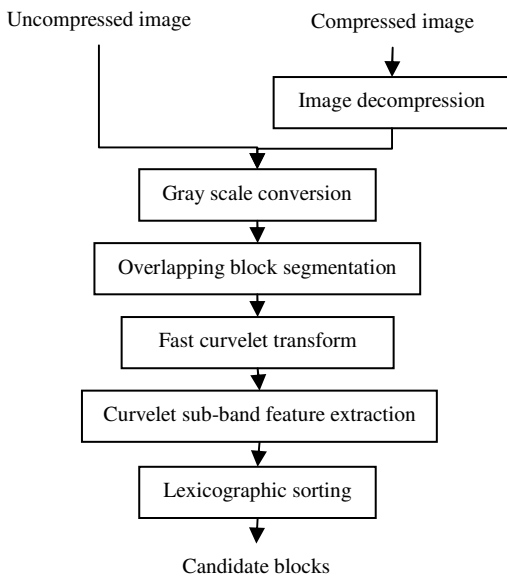 Uncompressed image
Compressed image
Image decompression
Gray scale conversion
Overlapping block segmentation
Fast curvelet transform
Curvelet sub-band feature extraction
Lexicographic sorting
Candidate blocks